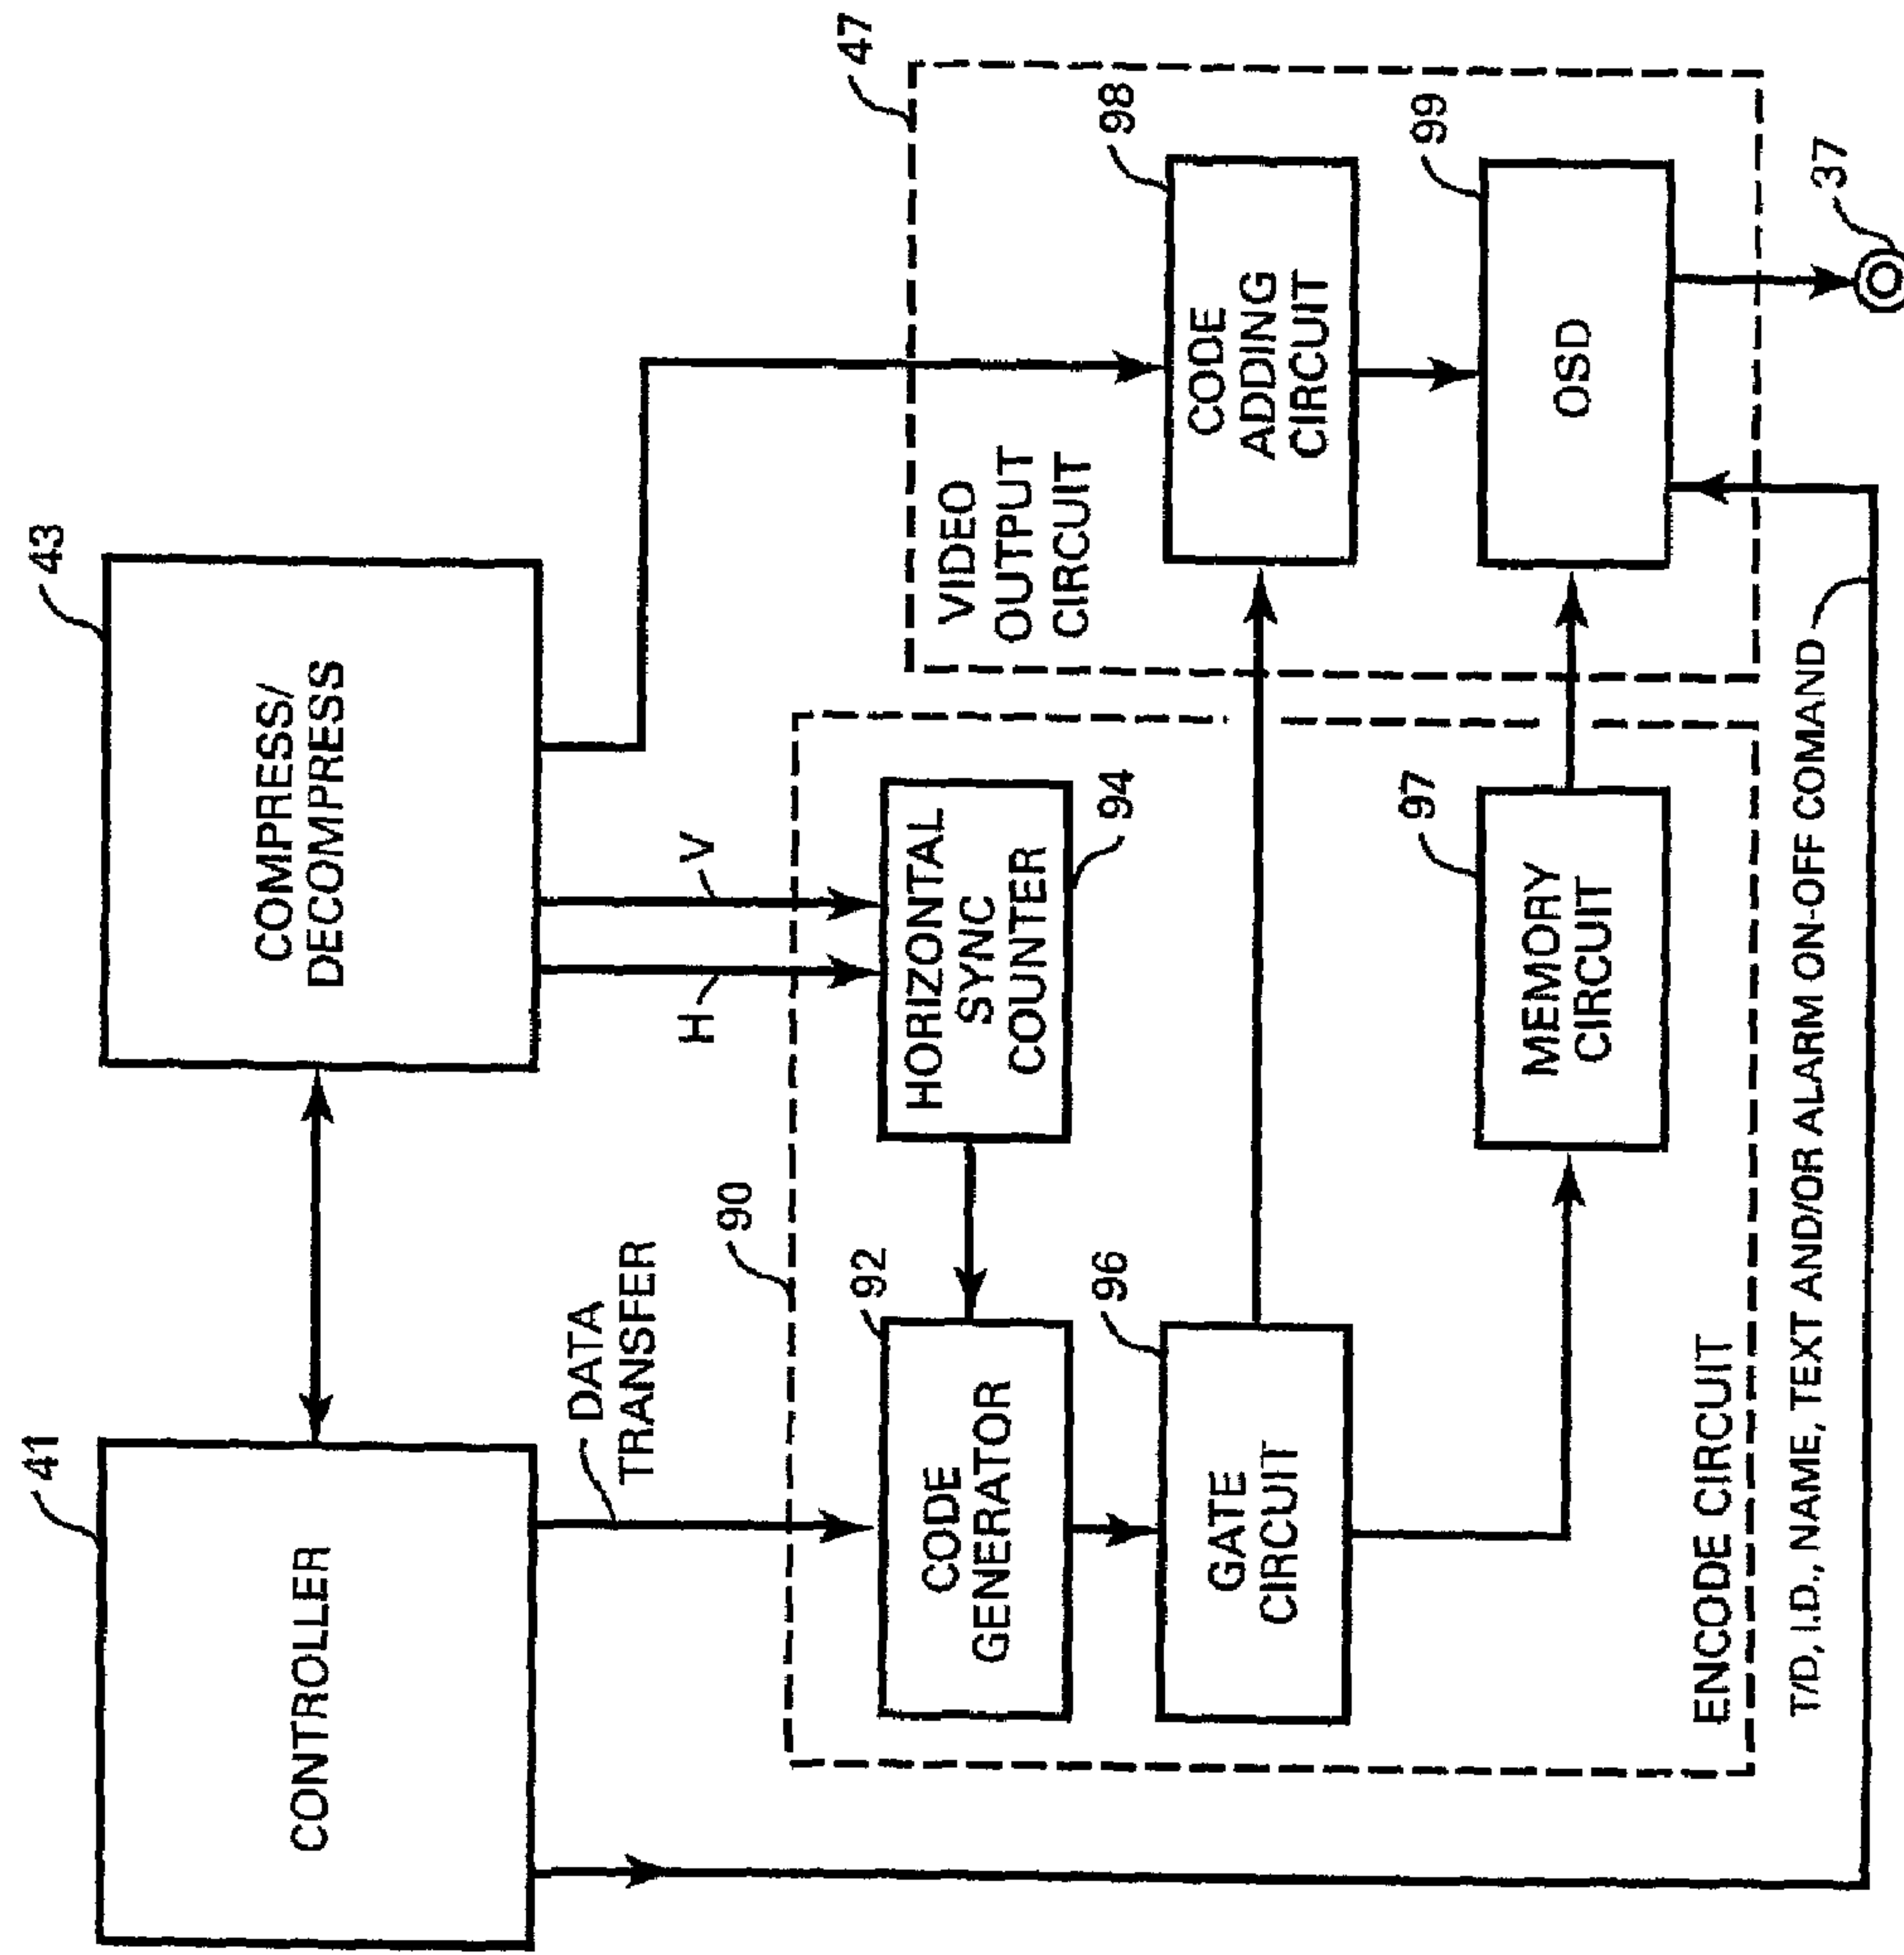 41
CONTROLLER
43
COMPRESS/
DECOMPRESS
DATA
TRANSFER
H
V
90
92
CODE
GENERATOR
HORIZONTAL
SYNC
COUNTER
94
96
GATE
CIRCUIT
97
MEMORY
CIRCUIT
ENCODE CIRCUIT
47
VIDEO
OUTPUT
CIRCUIT
98
CODE
ADDING
CIRCUIT
99
OSD
T/D, I.D., NAME, TEXT AND/OR ALARM ON-OFF COMAND
37